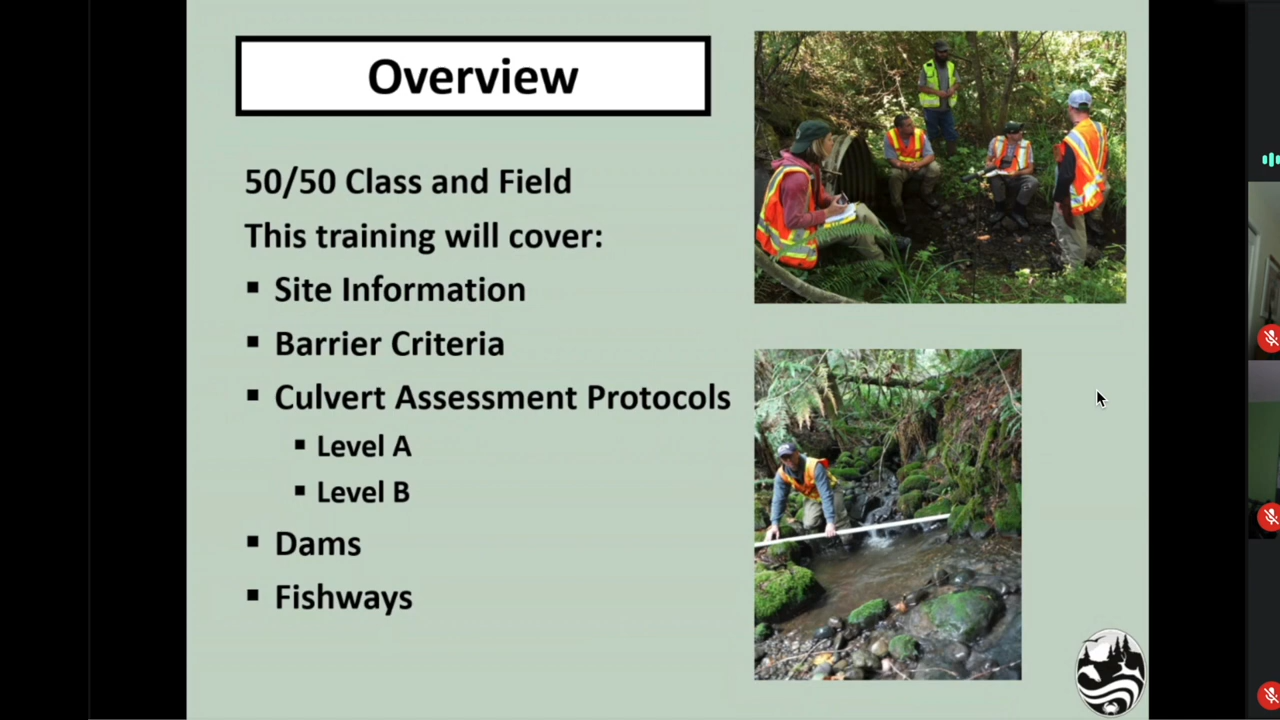 Overview
50/50 Class and Field
This training will cover:
▪ Site Information
▪ Barrier Criteria
▪ Culvert Assessment Protocols
▪ Level A
▪ Level B
▪ Dams
▪ Fishways